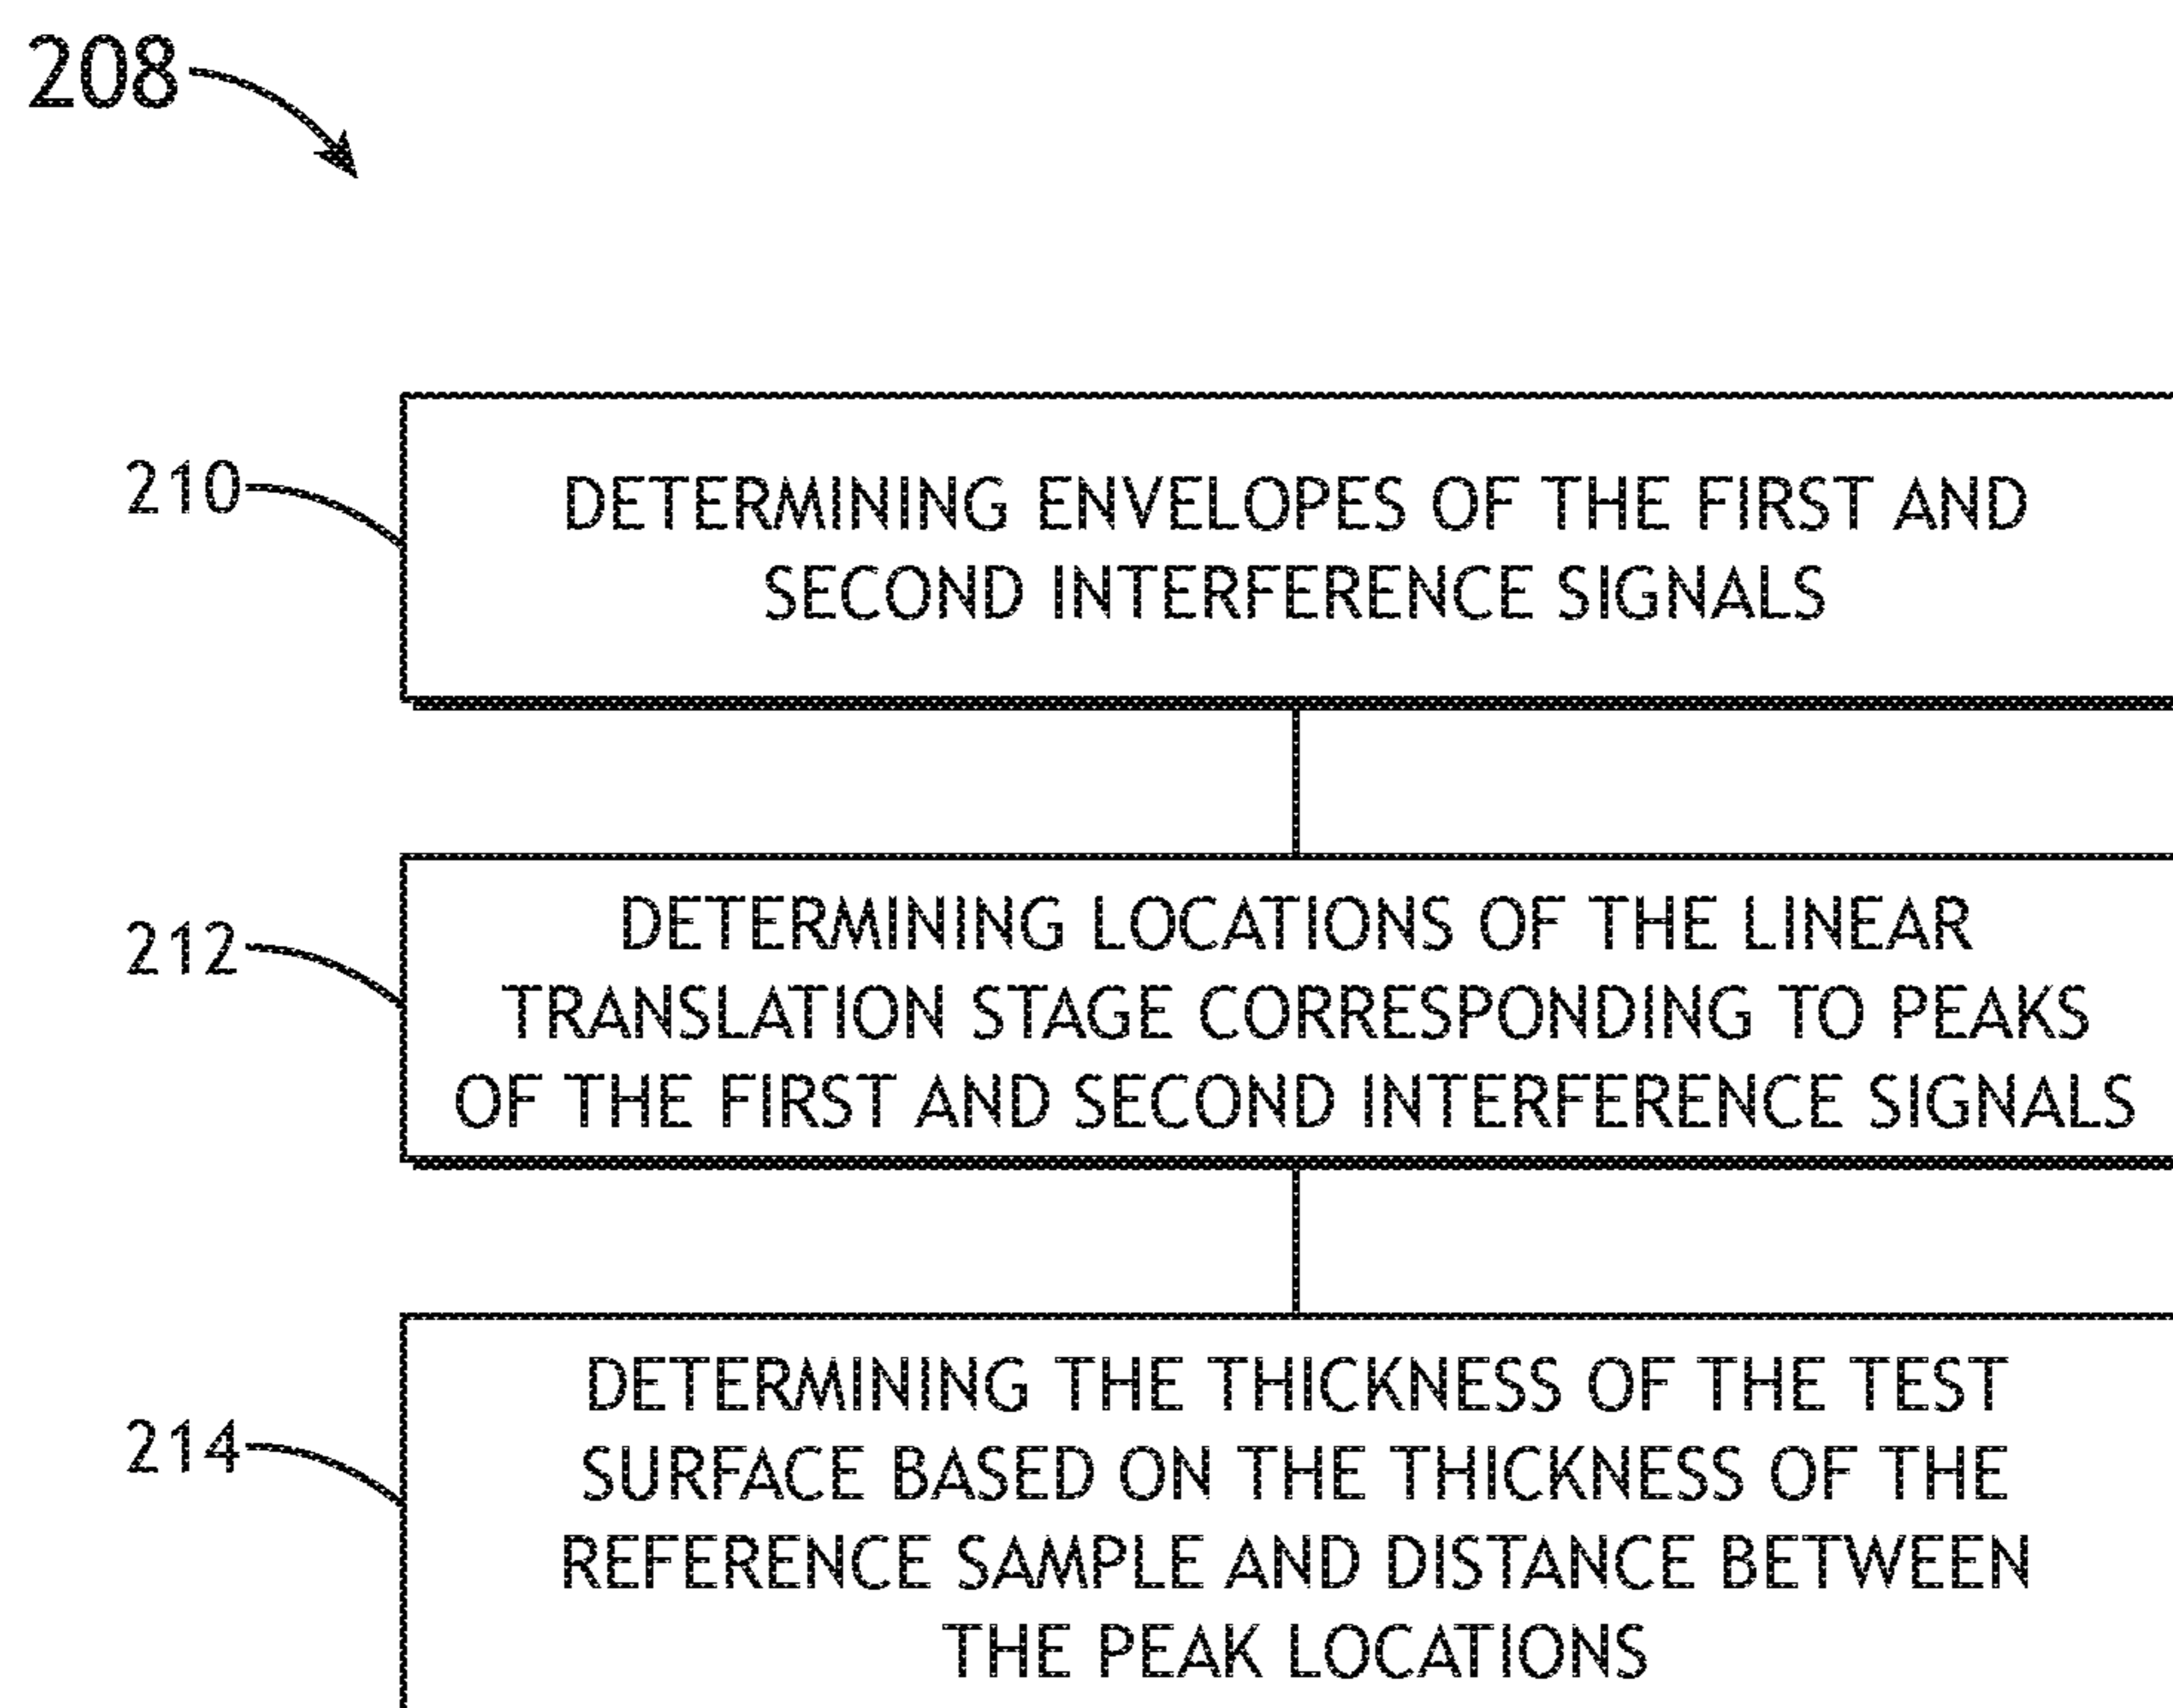 208
210
DETERMINING ENVELOPES OF THE FIRST AND
SECOND INTERFERENCE SIGNALS
212
DETERMINING LOCATIONS OF THE LINEAR
TRANSLATION STAGE CORRESPONDING TO PEAKS
OF THE FIRST AND SECOND INTERFERENCE SIGNALS
214
DETERMINING THE THICKNESS OF THE TEST
SURFACE BASED ON THE THICKNESS OF THE
REFERENCE SAMPLE AND DISTANCE BETWEEN
THE PEAK LOCATIONS